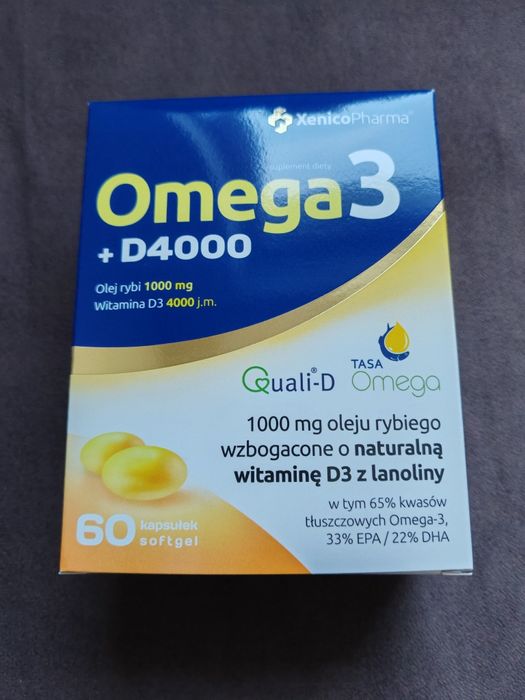 XenicoPharma®
suplement diety
Omega 3
+ D4000
Olej rybi 1000 mg
Witamina D3 4000 j.m.
Quali®-D
TASA
Omega
1000 mg oleju rybiego
wzbogacone o naturalną
witaminę D3 z lanoliny
w tym 65% kwasów
tłuszczowych Omega-3,
33% EPA / 22% DHA
60 kapsułek
softgel